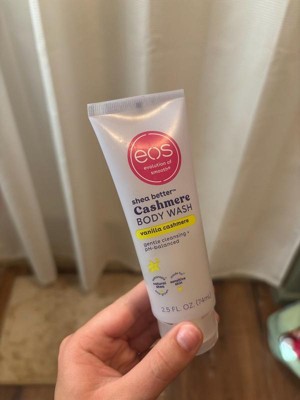 eos
evolution of
smooth®
shea better™
Cashmere
BODY WASH
vanilla cashmere
gentle cleansing +
pH-balanced
2.5 FL OZ (74mL)